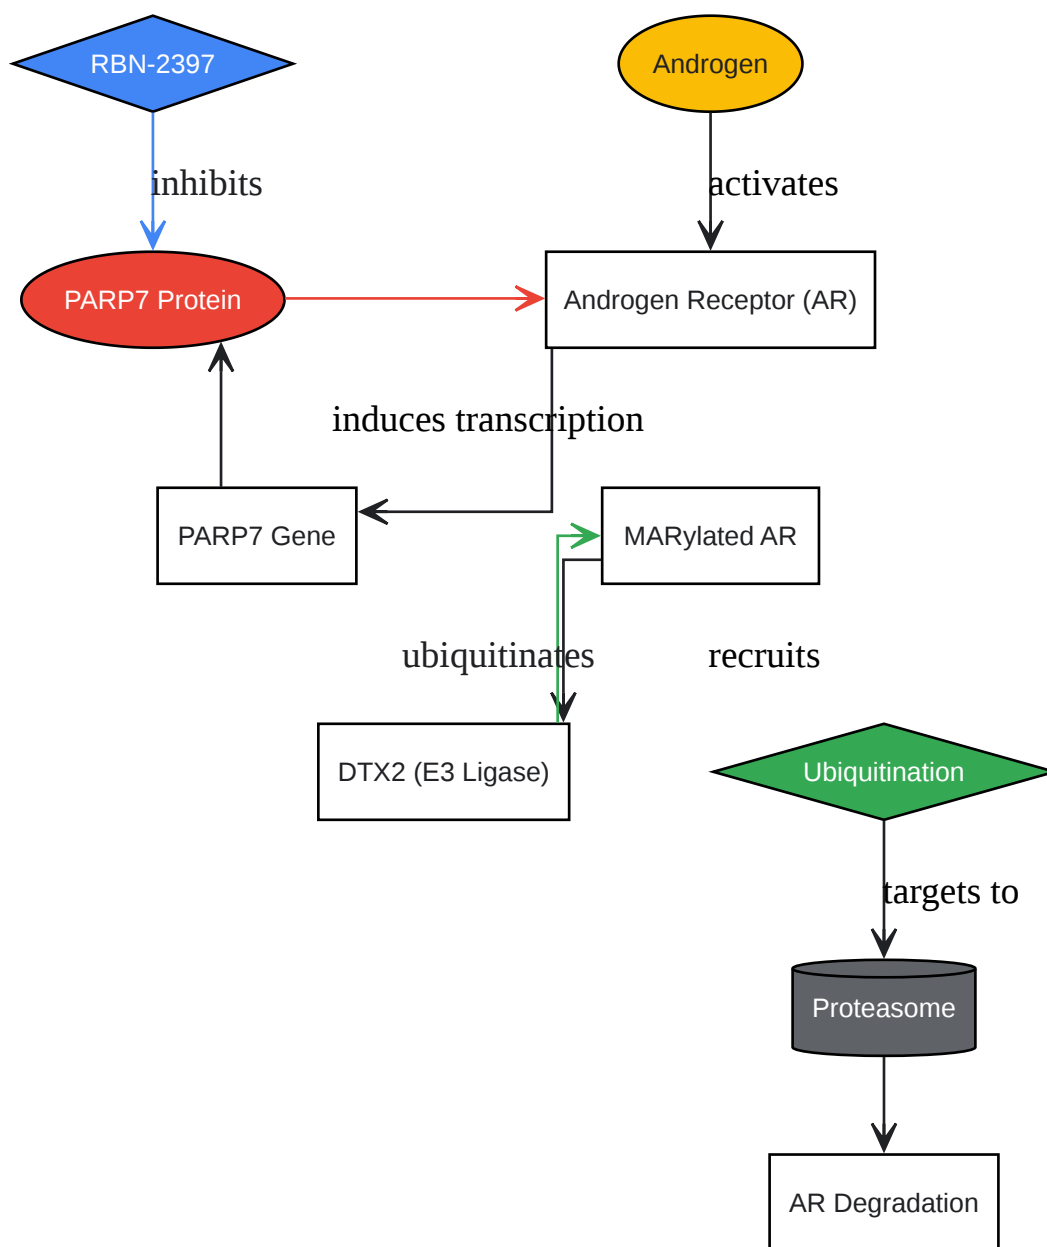 RBN-2397
Androgen
inhibits
activates
PARP7 Protein
Androgen Receptor (AR)
induces transcription
PARP7 Gene
MARylated AR
ubiquitinates
recruits
DTX2 (E3 Ligase)
Ubiquitination
targets to
Proteasome
AR Degradation